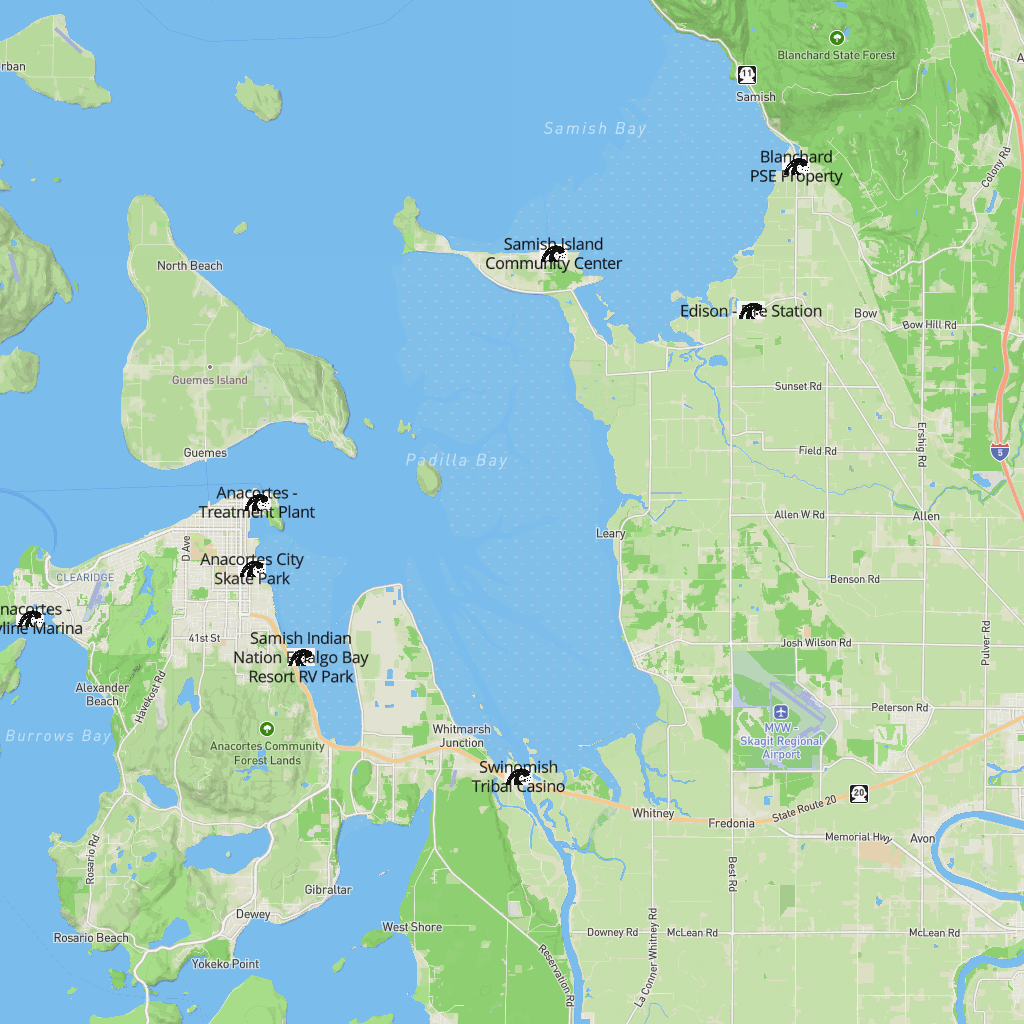 rban
Blanchard State Forest
11
Samish
Samish Bay
Colony Rd
Blanchard
PSE Property
Samish Island
Community Center
North Beach
Edison - Fire Station
Bow
Bow Hill Rd
Guemes Island
Sunset Rd
Ershig Rd
Field Rd
5
Guemes
Padilla Bay
Anacortes -
Treatment Plant
Allen W Rd
Allen
Leary
D Ave
Anacortes City
Skate Park
CLEARIDGE
Benson Rd
nacortes -
yline Marina
41st St
Samish Indian
Nation Fidalgo Bay
Resort RV Park
Josh Wilson Rd
Pulver Rd
Havekost Rd
Alexander
Beach
Peterson Rd
Burrows Bay
Anacortes Community
Forest Lands
Whitmarsh
Junction
MVW -
Skagit Regional
Airport
Swinomish
Tribal Casino
20
State Route 20
Whitney
Fredonia
Memorial Hwy
Avon
Rosario Rd
Best Rd
Gibraltar
Dewey
West Shore
La Conner Whitney Rd
Downey Rd
McLean Rd
McLean Rd
Rosario Beach
Yokeko Point
Reservation Rd